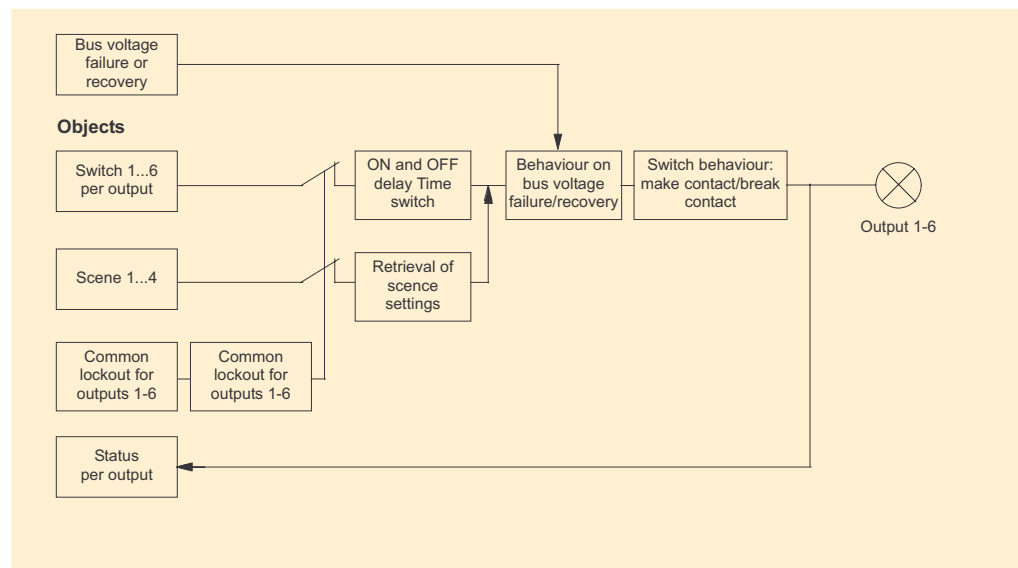 Bus voltage
failure or
recovery
Objects
Switch 1...6
per output
ON and OFF
delay Time
switch
Behaviour on
bus voltage
failure/recovery
Switch behaviour:
make contact/break
contact
Output 1-6
Scene 1...4
Retrieval of
scence
settings
Common
lockout for
outputs 1-6
Common
lockout for
outputs 1-6
Status
per output